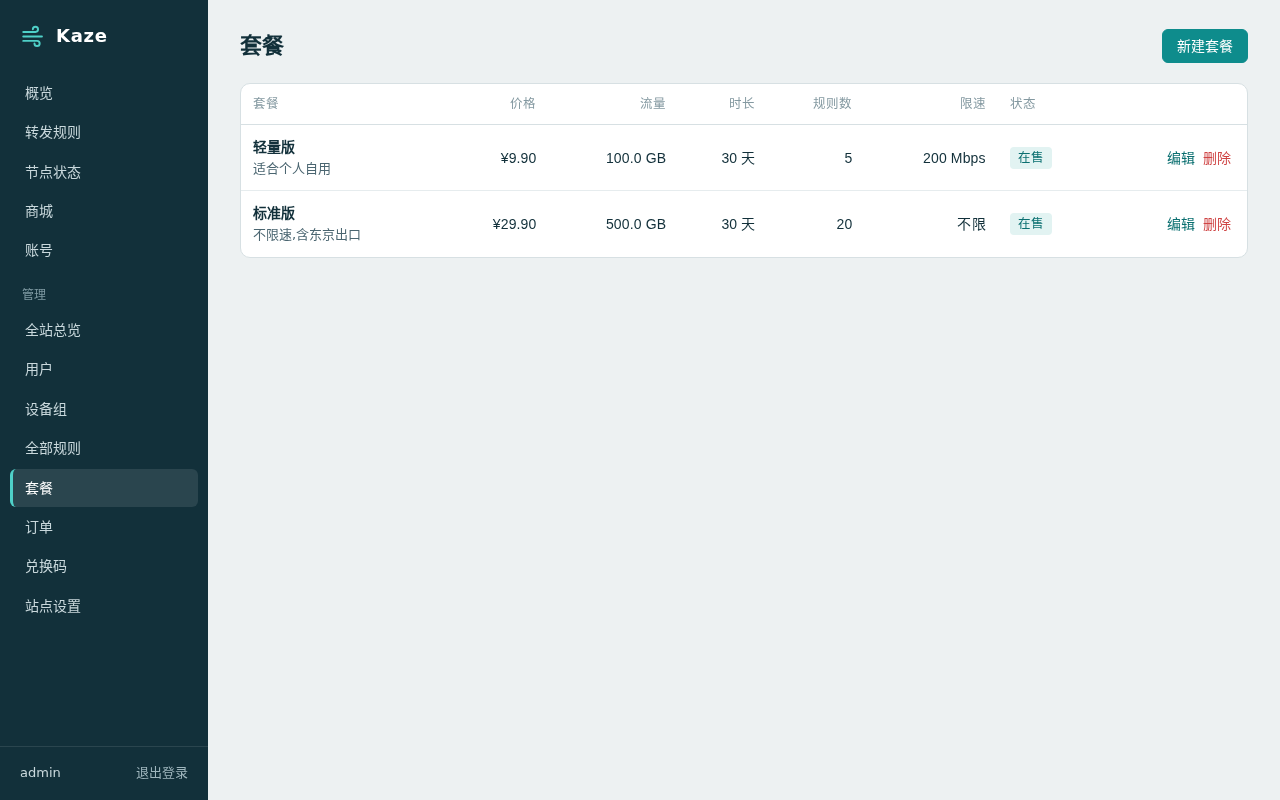 Kaze
概览
转发规则
节点状态
商城
账号
管理
全站总览
用户
设备组
全部规则
套餐
订单
兑换码
站点设置
admin 退出登录
套餐 新建套餐
套餐 价格 流量 时长 规则数 限速 状态
轻量版
适合个人自用
¥9.90 100.0 GB 30 天 5 200 Mbps 在售 编辑 删除
标准版
不限速,含东京出口
¥29.90 500.0 GB 30 天 20 不限 在售 编辑 删除